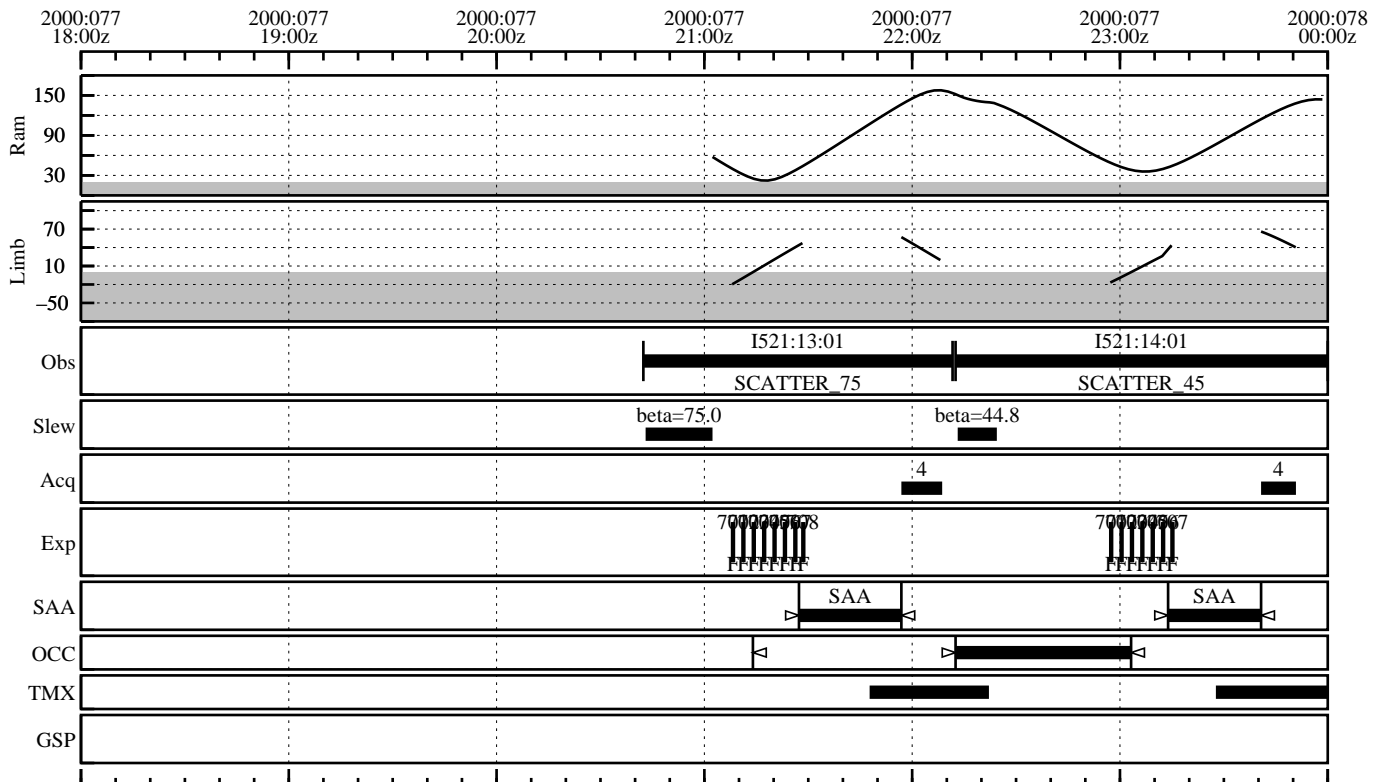 2000:077 2000:077 2000:077 2000:077 2000:077 2000:077 2000:078
18:00z 19:00z 20:00z 21:00z 22:00z 23:00z 00:00z
Ram
150
90
30
Limb
70
10
−50
Obs
I521:13:01 I521:14:01
SCATTER_75 SCATTER_45
Slew
beta=75.0 beta=44.8
Acq
4 4
Exp
FFFFFFFF FFFFFFF
SAA
SAA SAA
OCC
TMX
GSP